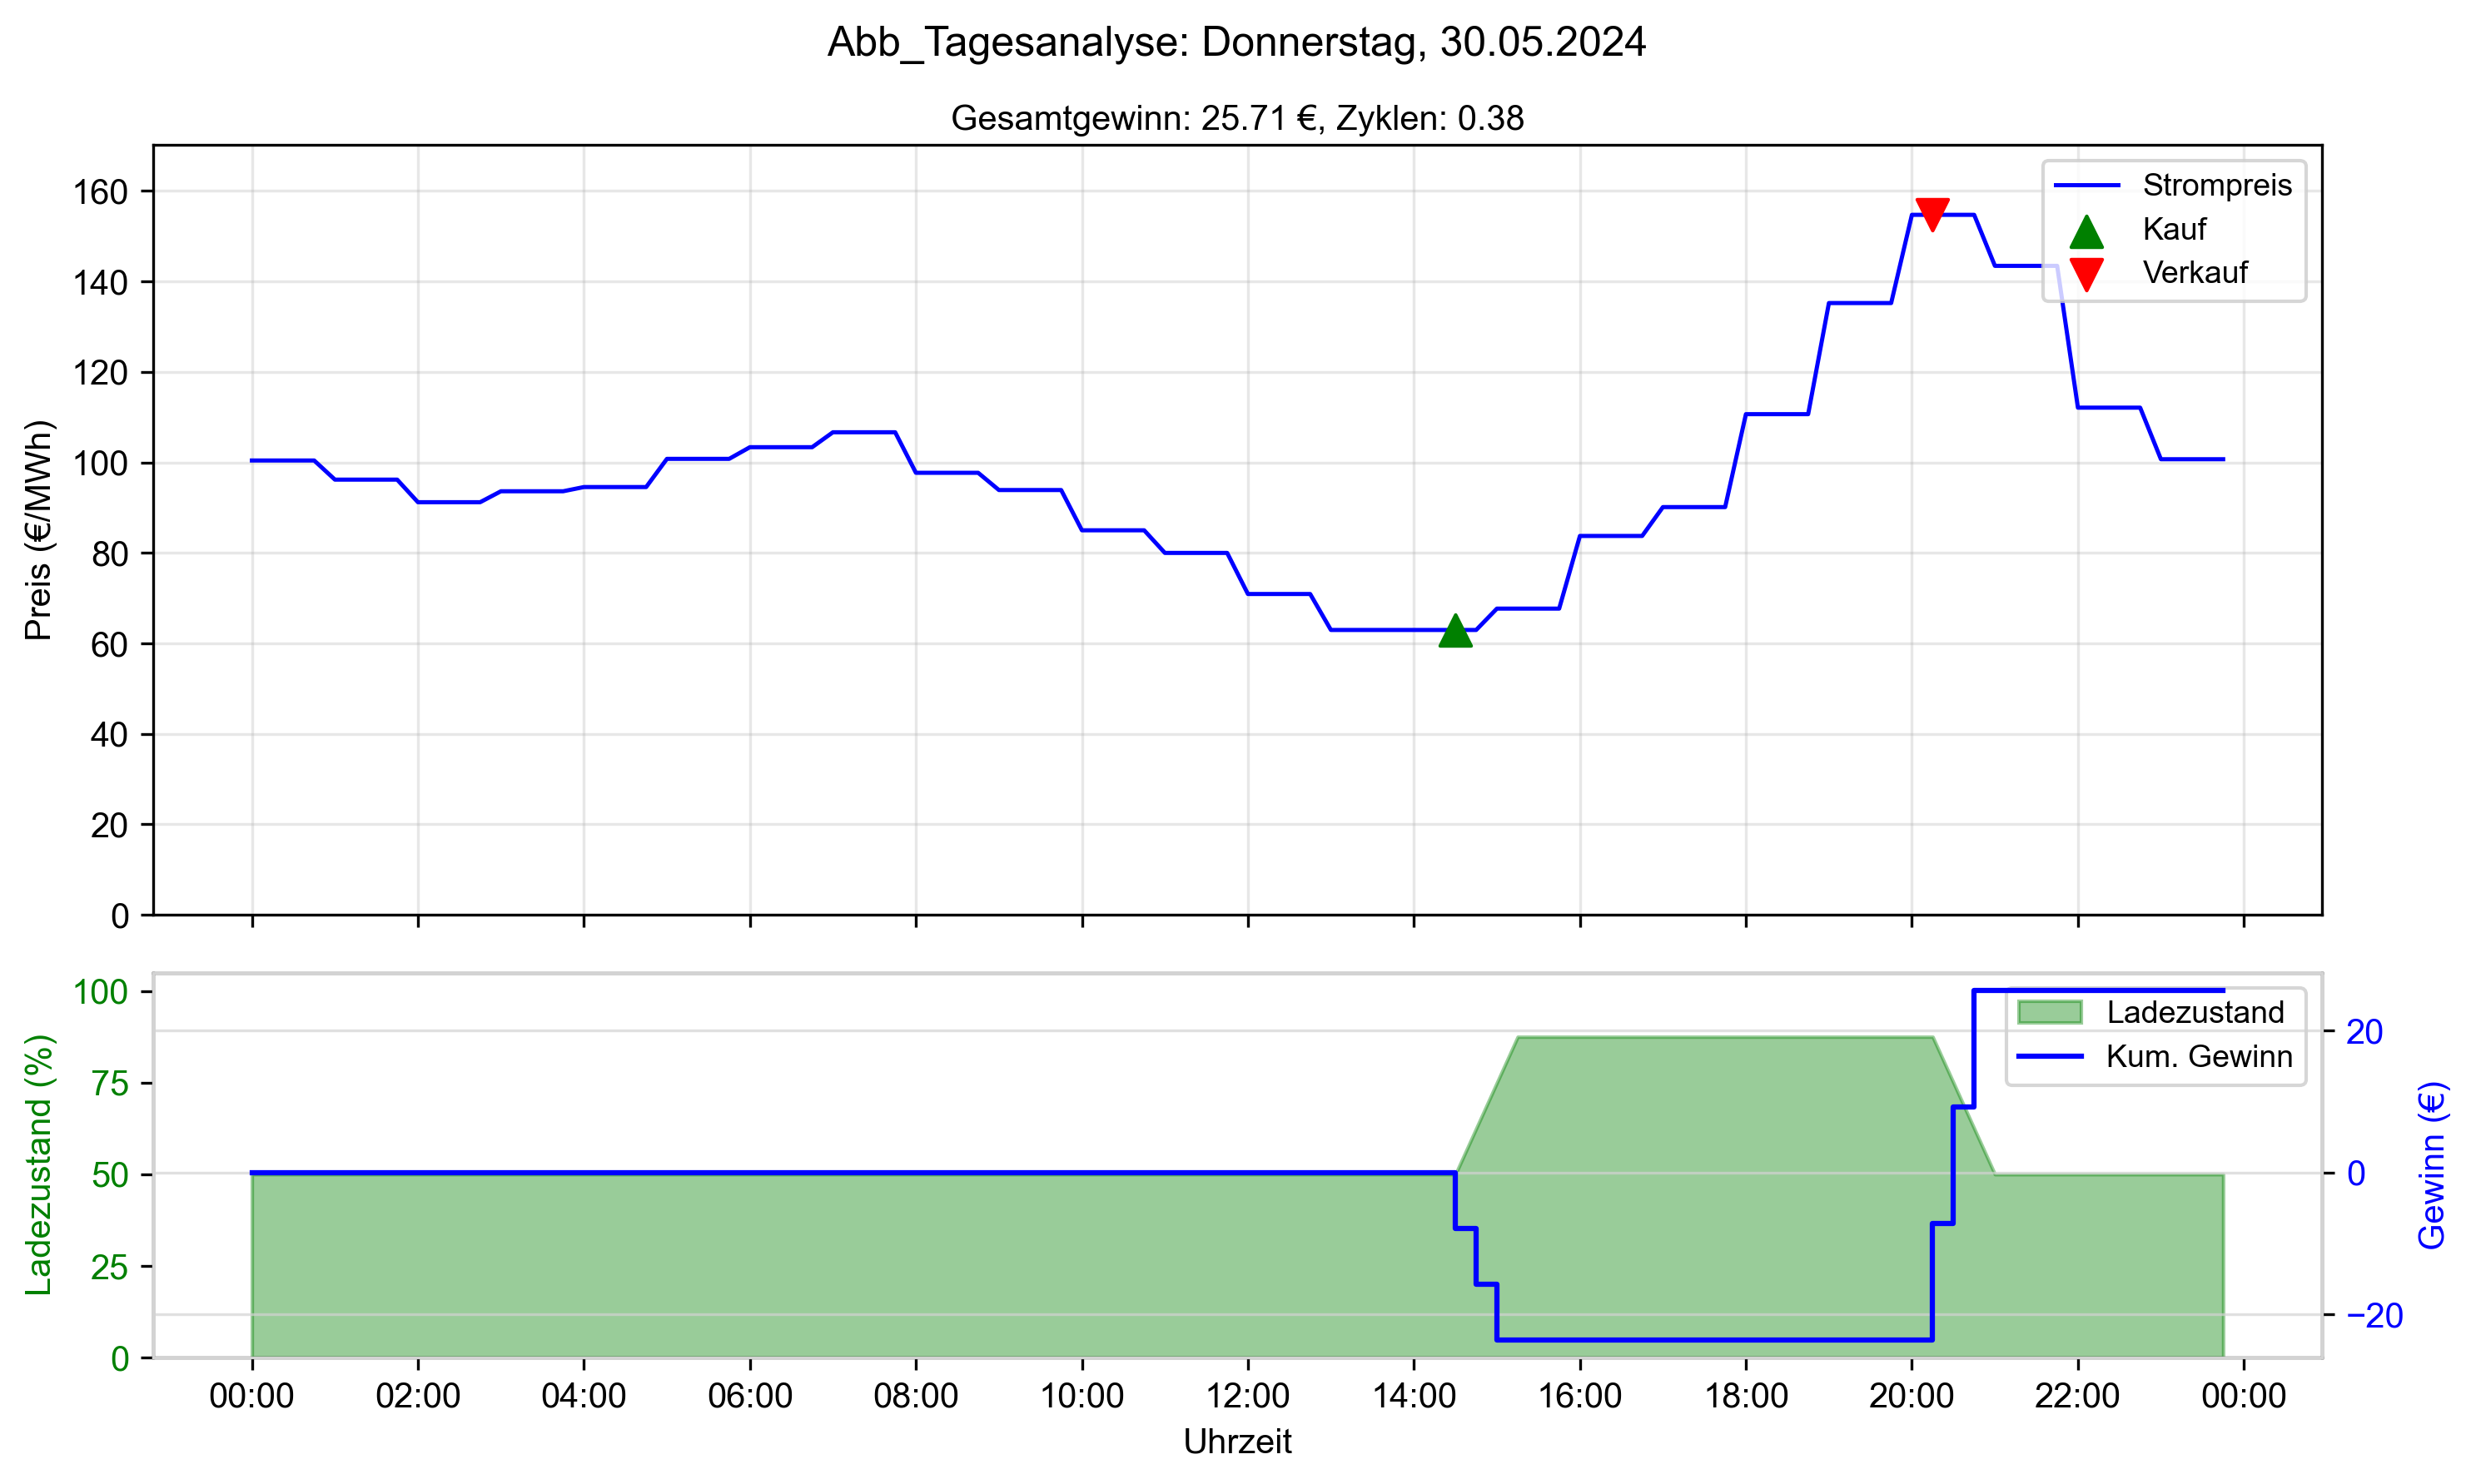 Abb_Tagesanalyse: Donnerstag, 30.05.2024
Gesamtgewinn: 25.71 €, Zyklen: 0.38
Preis (€/MWh)
160
140
120
100
80
60
40
20
0
Strompreis
Kauf
Verkauf
Ladezustand (%)
100
75
50
25
0
Ladezustand
Kum. Gewinn
20
0
−20
Gewinn (€)
00:00 02:00 04:00 06:00 08:00 10:00 12:00 14:00 16:00 18:00 20:00 22:00 00:00
Uhrzeit